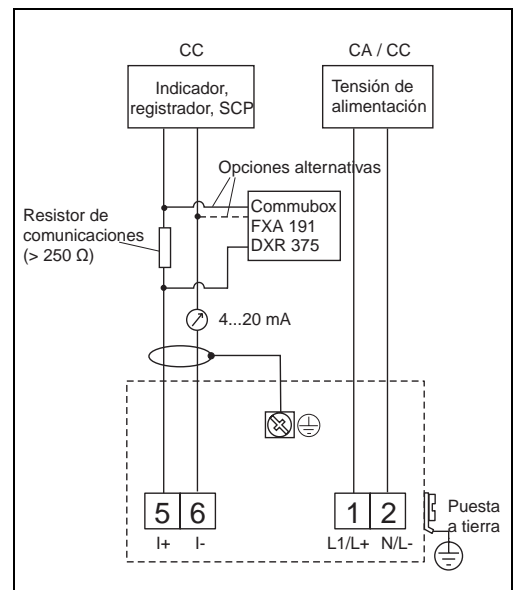 CC
CA / CC
Indicador,
registrador, SCP
Tensión de
alimentación
Opciones alternativas
Commubox
FXA 191
DXR 375
Resistor de
comunicaciones
(> 250 Ω)
4...20 mA
5 6
I+ I-
1 2
L1/L+ N/L-
Puesta
a tierra